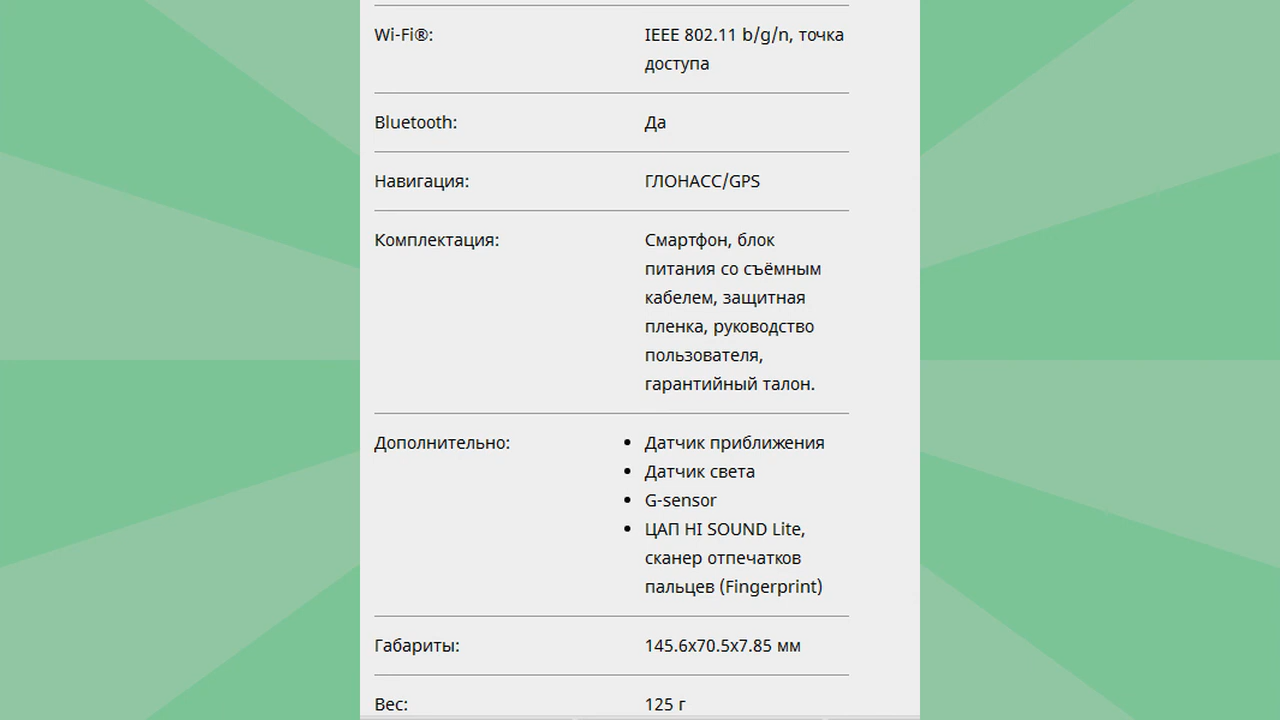 Wi-Fi®: IEEE 802.11 b/g/n, точка
доступа
Bluetooth: Да
Навигация: ГЛОНАСС/GPS
Комплектация: Смартфон, блок
питания со съёмным
кабелем, защитная
пленка, руководство
пользователя,
гарантийный талон.
Дополнительно: • Датчик приближения
• Датчик света
• G-sensor
• ЦАП HI SOUND Lite,
сканер отпечатков
пальцев (Fingerprint)
Габариты: 145.6x70.5x7.85 мм
Вес: 125 г